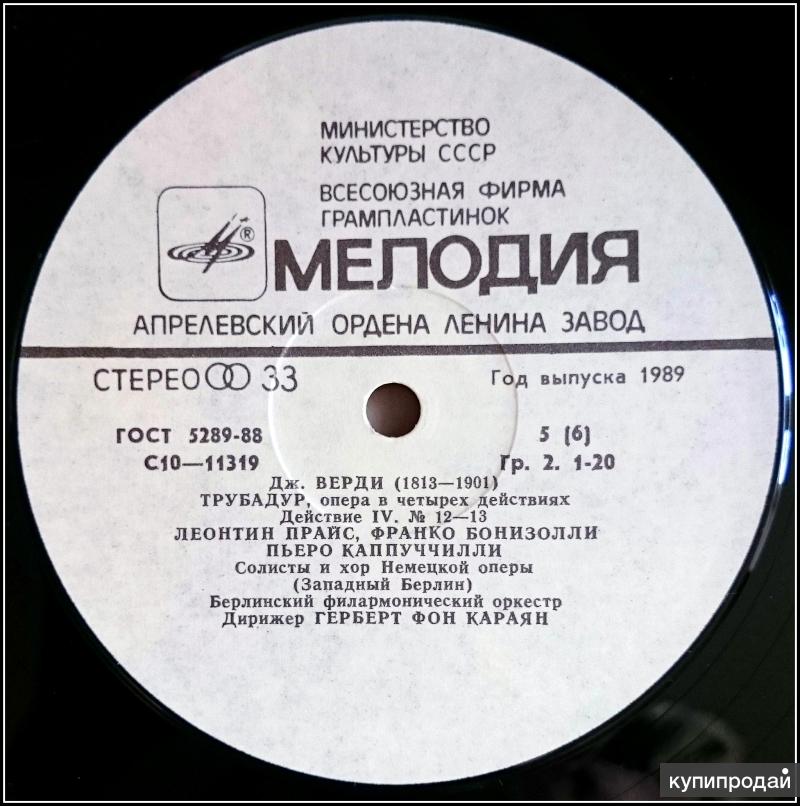 МИНИСТЕРСТВО
КУЛЬТУРЫ СССР
ВСЕСОЮЗНАЯ ФИРМА
ГРАМПЛАСТИНОК
®
МЕЛОДИЯ
АПРЕЛЕВСКИЙ ОРДЕНА ЛЕНИНА ЗАВОД
СТЕРЕО 33
Год выпуска 1989
ГОСТ 5289-88
5 (6)
С10—11319
Гр. 2. 1-20
Дж. ВЕРДИ (1813—1901)
ТРУБАДУР, опера в четырех действиях
Действие IV. № 12—13
ЛЕОНТИН ПРАЙС, ФРАНКО БОНИЗОЛЛИ
ПЬЕРО КАППУЧЧИЛЛИ
Солисты и хор Немецкой оперы
(Западный Берлин)
Берлинский филармонический оркестр
Дирижер ГЕРБЕРТ ФОН КАРАЯН
купипродай